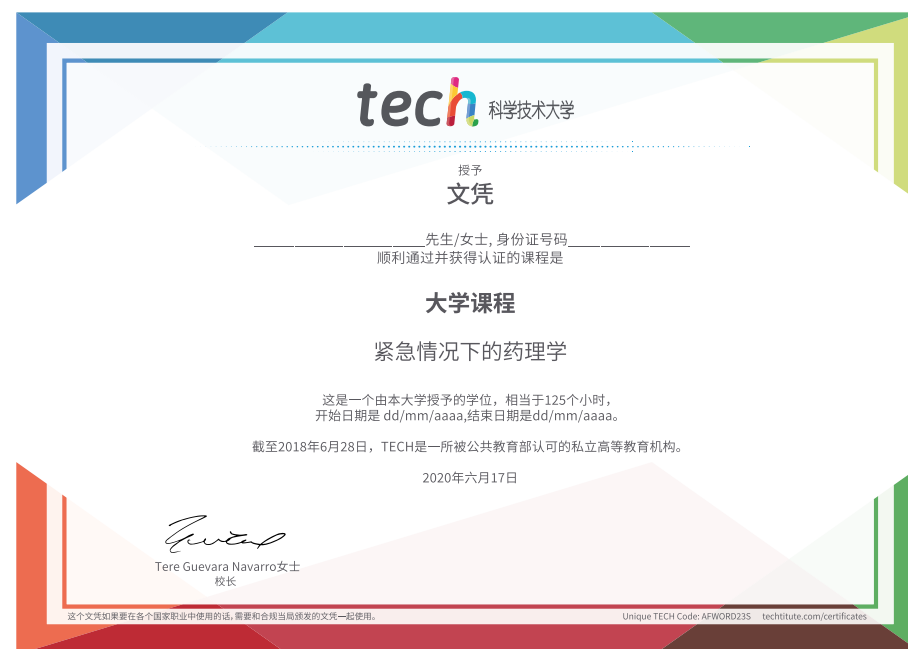 tech 科学技术大学
授予
文凭
____________________先生/女士, 身份证号码______________
顺利通过并获得认证的课程是
大学课程
紧急情况下的药理学
这是一个由本大学授予的学位，相当于125个小时，
开始日期是 dd/mm/aaaa,结束日期是dd/mm/aaaa。
截至2018年6月28日，TECH是一所被公共教育部认可的私立高等教育机构。
2020年六月17日
Tere Guevara Navarro女士
校长
这个文凭如果要在各个国家职业中使用的话,需要和合规当局颁发的文凭一起使用。
Unique TECH Code: AFWORD23S techtitute.com/certificates